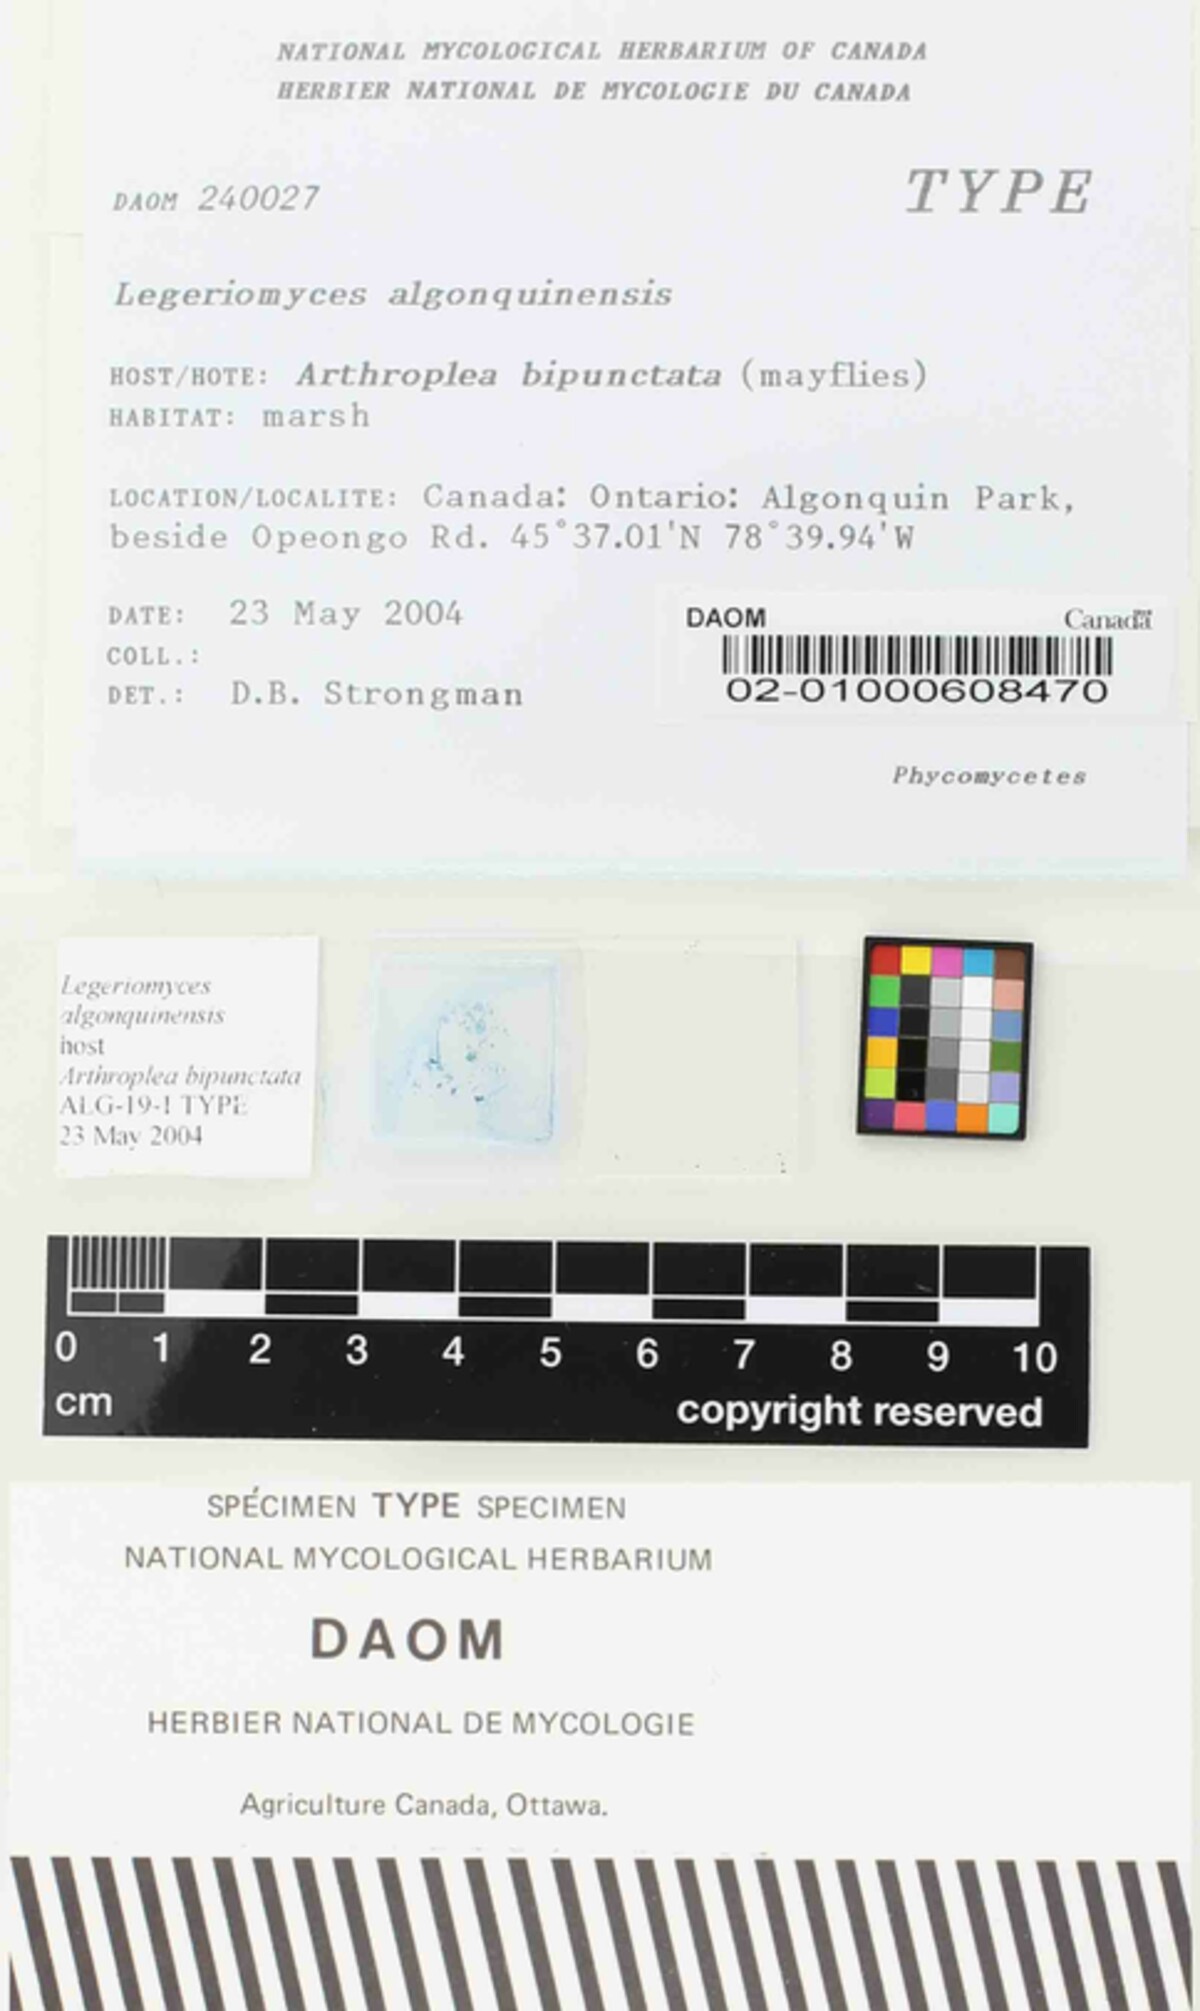 NATIONAL MYCOLOGICAL HERBARIUM OF CANADA
HERBIER NATIONAL DE MYCOLOGIE DU CANADA
DAOM 240027
TYPE
Legeriomyces algonquinensis
HOST/HOTE: Arthroplea bipunctata (mayflies)
HABITAT: marsh
LOCATION/LOCALITE: Canada: Ontario: Algonquin Park,
beside Opeongo Rd. 45°37.01'N 78°39.94'W
DATE: 23 May 2004
COLL.:
DET.: D.B. Strongman
DAOM Canada
02-01000608470
Phycomycetes
Legeriomyces
algonquinensis
host
Arthroplea bipunctata
ALG-19-1 TYPE
23 May 2004
0 1 2 3 4 5 6 7 8 9 10
cm copyright reserved
SPÉCIMEN TYPE SPECIMEN
NATIONAL MYCOLOGICAL HERBARIUM
DAOM
HERBIER NATIONAL DE MYCOLOGIE
Agriculture Canada, Ottawa.